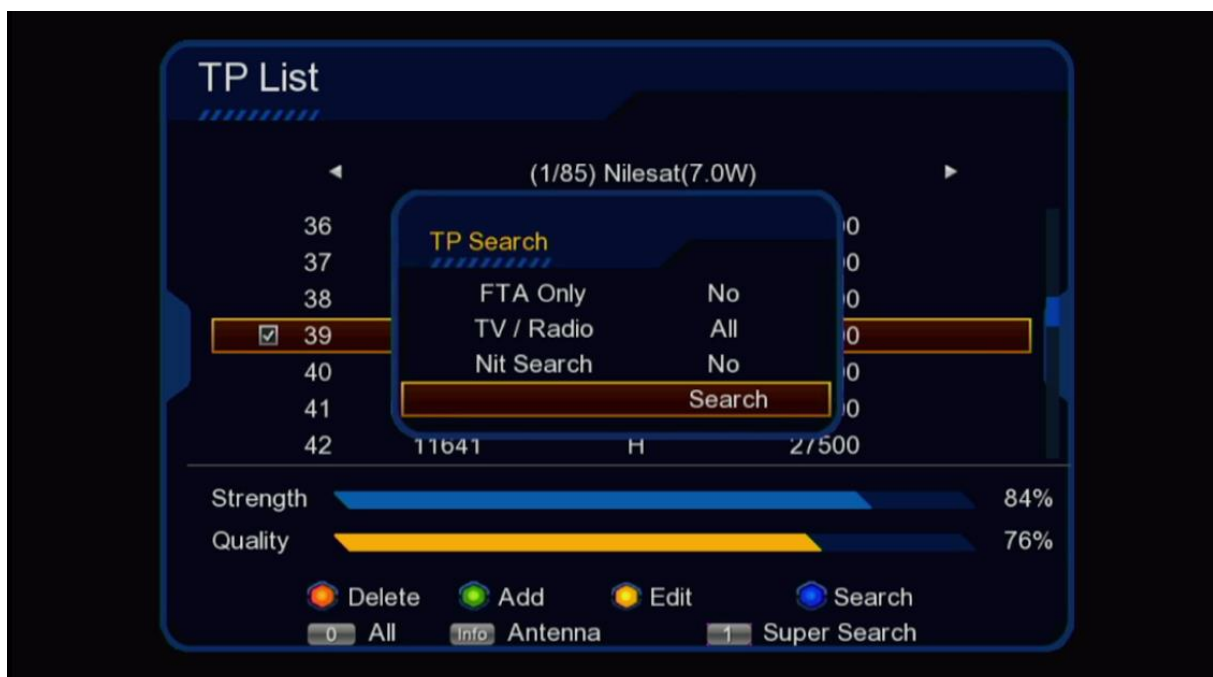 TP List
(1/85) Nilesat(7.0W)
36
37
38
39
40
41
42 11641 H 27500
TP Search
FTA Only No
TV / Radio All
Nit Search No
Search
Strength 84%
Quality 76%
Delete Add Edit Search
0 All Info Antenna 1 Super Search